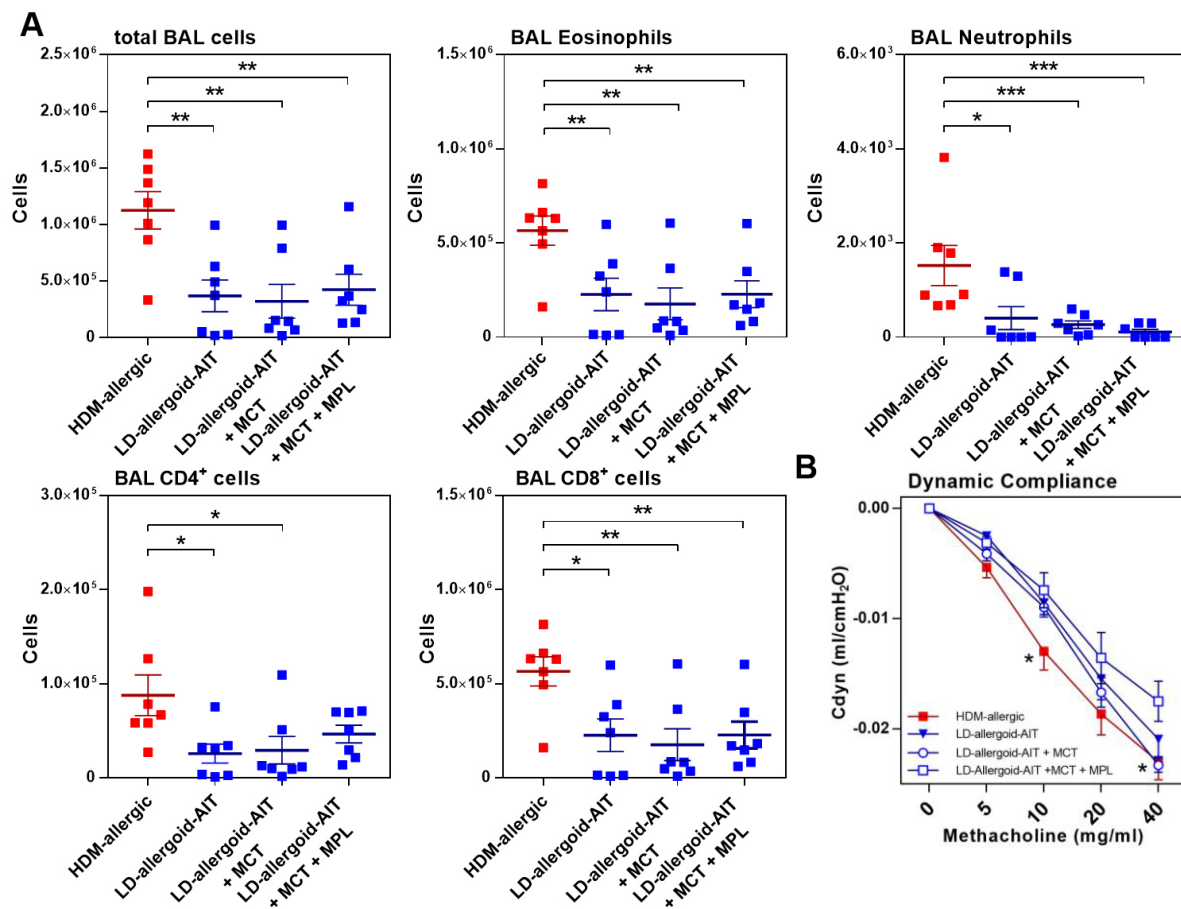 A
total BAL cells
2.5×10⁶
2.0×10⁶
1.5×10⁶
1.0×10⁶
5.0×10⁵
0
Cells
**
**
**
HDM-allergic
LD-allergoid-AIT
LD-allergoid-AIT
+ MCT
LD-allergoid-AIT
+ MCT + MPL
BAL Eosinophils
1.5×10⁶
1.0×10⁶
5.0×10⁵
0
Cells
**
**
**
HDM-allergic
LD-allergoid-AIT
LD-allergoid-AIT
+ MCT
LD-allergoid-AIT
+ MCT + MPL
BAL Neutrophils
6.0×10³
4.0×10³
2.0×10³
0
Cells
***
***
*
HDM-allergic
LD-allergoid-AIT
LD-allergoid-AIT
+ MCT
LD-allergoid-AIT
+ MCT + MPL
BAL CD4⁺ cells
3.0×10⁵
2.0×10⁵
1.0×10⁵
0
Cells
*
*
HDM-allergic
LD-allergoid-AIT
LD-allergoid-AIT
+ MCT
LD-allergoid-AIT
+ MCT + MPL
BAL CD8⁺ cells
1.5×10⁶
1.0×10⁶
5.0×10⁵
0
Cells
**
**
*
HDM-allergic
LD-allergoid-AIT
LD-allergoid-AIT
+ MCT
LD-allergoid-AIT
+ MCT + MPL
B
Dynamic Compliance
0.00
-0.01
-0.02
Cdyn (ml/cmH₂O)
*
*
HDM-allergic
LD-allergoid-AIT
LD-allergoid-AIT + MCT
LD-Allergoid-AIT +MCT + MPL
0
5
10
20
40
Methacholine (mg/ml)